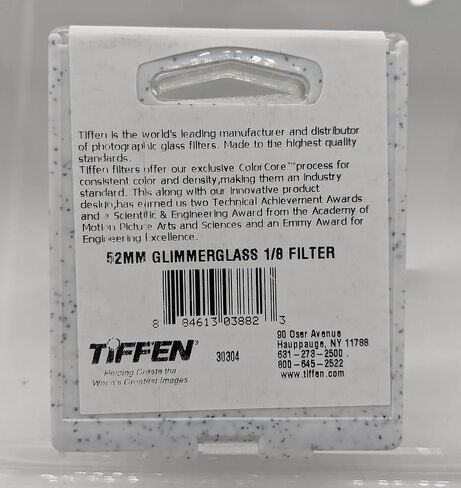 Tiffen is the world's leading manufacturer and distributor
of photographic glass filters. Made to the highest quality
standards.
Tiffen filters offer our exclusive ColorCore™process for
consistent color and density,making them an industry
standard. This along with our innovative product
design,has earned us two Technical Achievement Awards
and a Scientific & Engineering Award from the Academy of
Motion Picture Arts and Sciences and an Emmy Award for
Engineering Excellence.
52MM GLIMMERGLASS 1/8 FILTER
8 84613 03882 3
TIFFEN®
Helping Create the
World's Greatest Images
30304
90 Oser Avenue
Hauppauge, NY 11788
631-273-2500
800-645-2522
www.tiffen.com